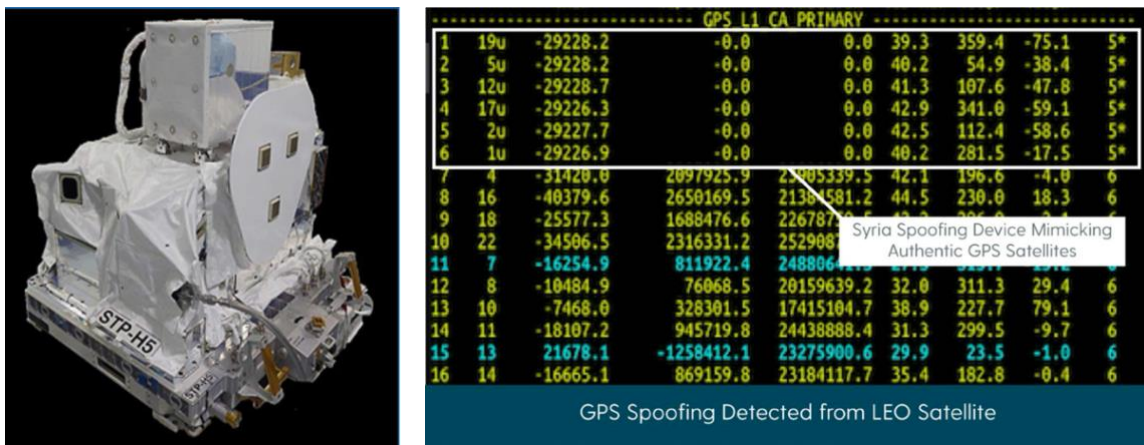 STP-H5
STP-H5
GPS L1 CA PRIMARY
1 19u -29228.2 -0.0 0.0 39.3 359.4 -75.1 5*
2 5u -29228.2 -0.0 0.0 40.2 54.9 -38.4 5*
3 12u -29228.7 -0.0 0.0 41.3 107.6 -47.8 5*
4 17u -29226.3 -0.0 0.0 42.9 341.0 -59.1 5*
5 2u -29227.7 -0.0 0.0 42.5 112.4 -58.6 5*
6 1u -29226.9 -0.0 0.0 40.2 281.5 -17.5 5*
7 4 -31420.0 2097925.9 42.1 196.6 -4.0 6
8 16 -40379.6 2650169.5 44.5 230.0 18.3 6
9 18 -25577.3 1688476.6
10 22 -34506.5 2316331.2
11 7 -16254.9 811922.4
12 8 -10484.9 76068.5 20159639.2 32.0 311.3 29.4 6
13 10 -7468.0 328301.5 17415104.7 38.9 227.7 79.1 6
14 11 -18107.2 945719.8 24438888.4 31.3 299.5 -9.7 6
15 13 21678.1 -1258412.1 23275900.6 29.9 23.5 -1.0 6
16 14 -16665.1 869159.8 23184117.7 35.4 182.8 -0.4 6
Syria Spoofing Device Mimicking
Authentic GPS Satellites
GPS Spoofing Detected from LEO Satellite